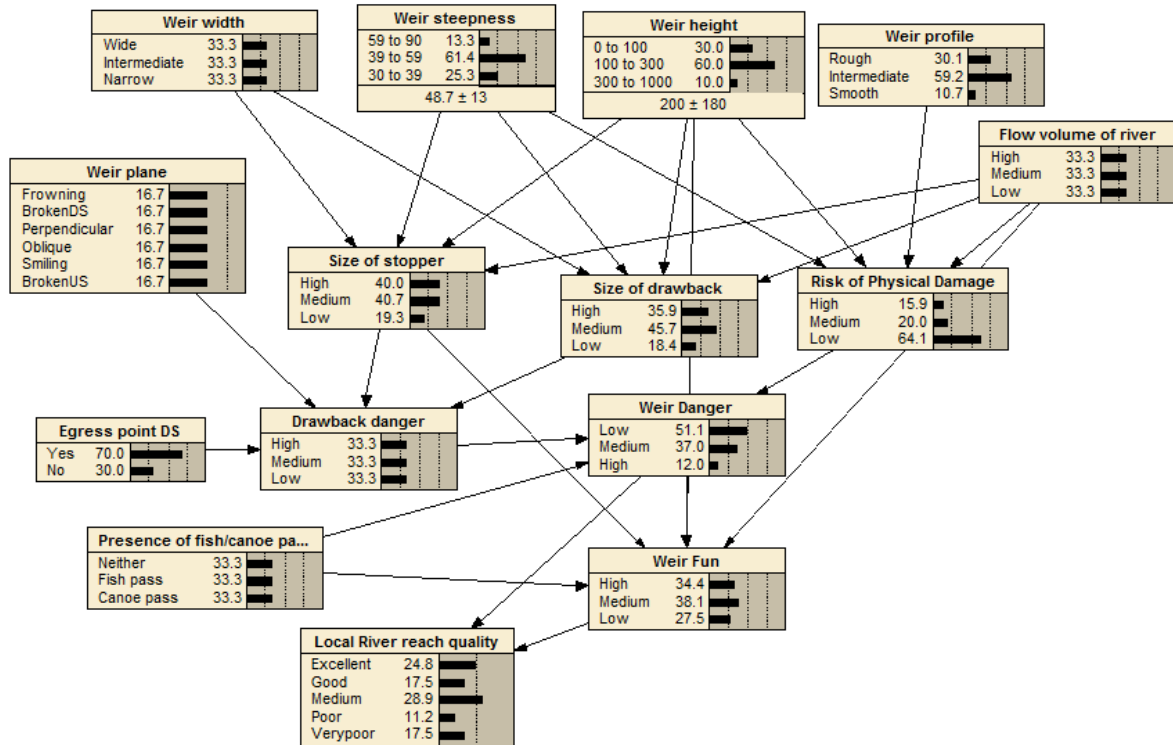 Weir width
Wide 33.3
Intermediate 33.3
Narrow 33.3
Weir steepness
59 to 90 13.3
39 to 59 61.4
30 to 39 25.3
48.7 ± 13
Weir height
0 to 100 30.0
100 to 300 60.0
300 to 1000 10.0
200 ± 180
Weir profile
Rough 30.1
Intermediate 59.2
Smooth 10.7
Flow volume of river
High 33.3
Medium 33.3
Low 33.3
Weir plane
Frowning 16.7
BrokenDS 16.7
Perpendicular 16.7
Oblique 16.7
Smiling 16.7
BrokenUS 16.7
Size of stopper
High 40.0
Medium 40.7
Low 19.3
Size of drawback
High 35.9
Medium 45.7
Low 18.4
Risk of Physical Damage
High 15.9
Medium 20.0
Low 64.1
Egress point DS
Yes 70.0
No 30.0
Drawback danger
High 33.3
Medium 33.3
Low 33.3
Weir Danger
Low 51.1
Medium 37.0
High 12.0
Presence of fish/canoe pa...
Neither 33.3
Fish pass 33.3
Canoe pass 33.3
Weir Fun
High 34.4
Medium 38.1
Low 27.5
Local River reach quality
Excellent 24.8
Good 17.5
Medium 28.9
Poor 11.2
Verypoor 17.5